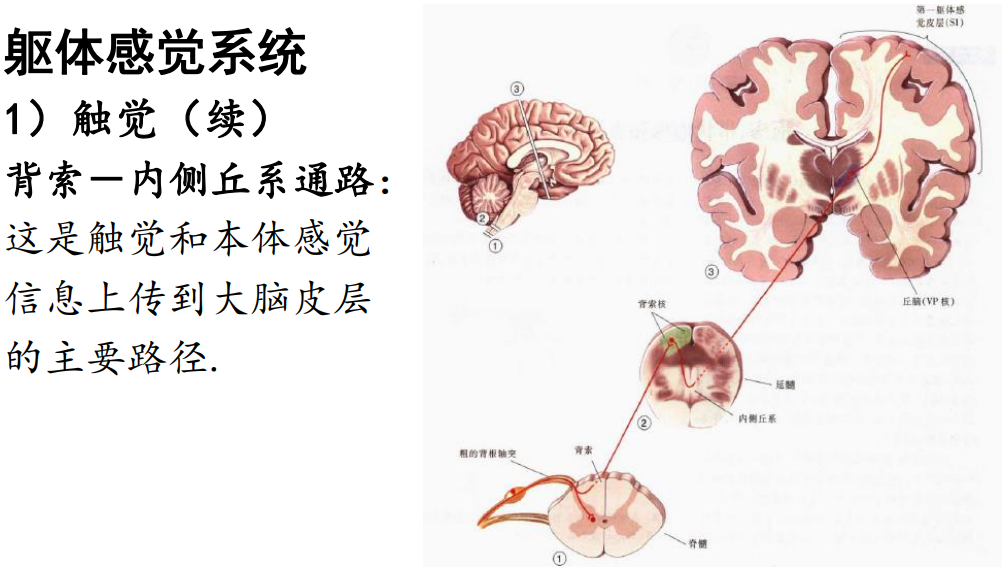 躯体感觉系统
1）触觉（续）
背索－内侧丘系通路：
这是触觉和本体感觉
信息上传到大脑皮层
的主要路径.
第一躯体感
觉皮层(SI)
③
②
①
③
丘脑(VP核)
背索核
延髓
内侧丘系
②
粗的背根轴突
背索
脊髓
①